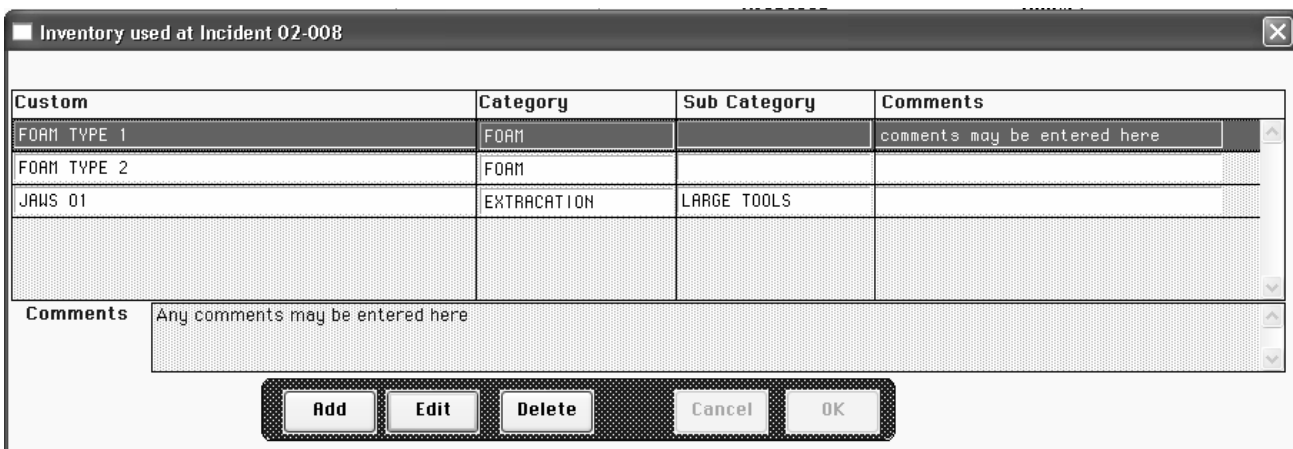 Inventory used at Incident 02-008
Custom Category Sub Category Comments
FOAM TYPE 1 FOAM comments may be entered here
FOAM TYPE 2 FOAM
JAWS 01 EXTRACATION LARGE TOOLS
Comments Any comments may be entered here
Add Edit Delete Cancel OK